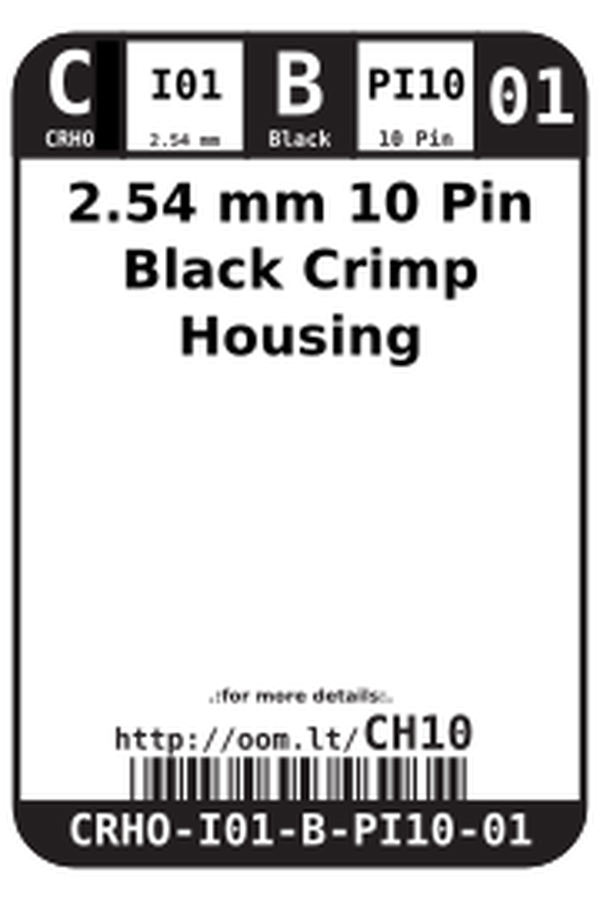 C I01 B PI10 01
CRHO 2.54 mm Black 10 Pin
2.54 mm 10 Pin
Black Crimp
Housing
.:for more details:.
http://oom.lt/CH10
CRHO-I01-B-PI10-01